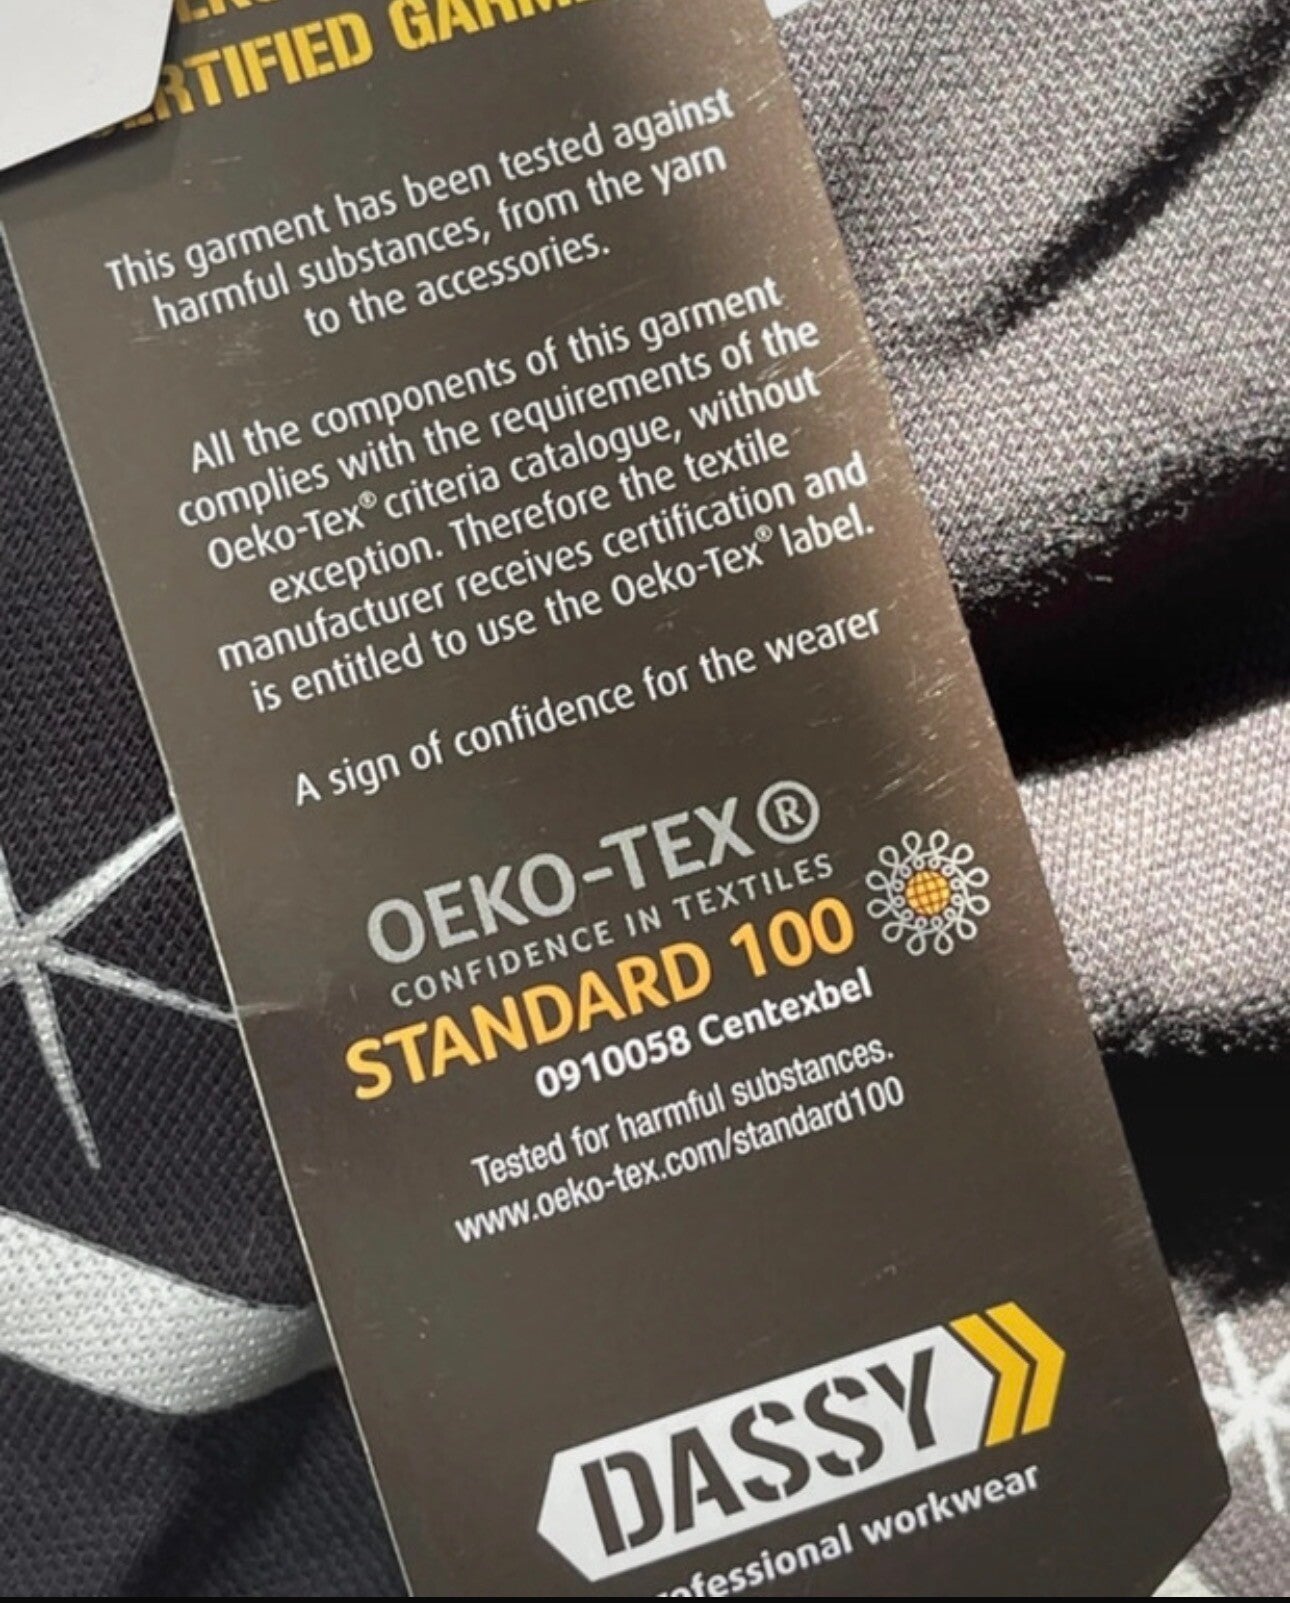 CERTIFIED
This garment has been tested against
harmful substances, from the yarn
to the accessories.
All the components of this garment
complies with the requirements of the
Oeko-Tex® criteria catalogue, without
exception. Therefore the textile
manufacturer receives certification and
is entitled to use the Oeko-Tex® label.
A sign of confidence for the wearer
OEKO-TEX®
CONFIDENCE IN TEXTILES
STANDARD 100
0910058 Centexbel
Tested for harmful substances.
www.oeko-tex.com/standard100
DASSY
workwear